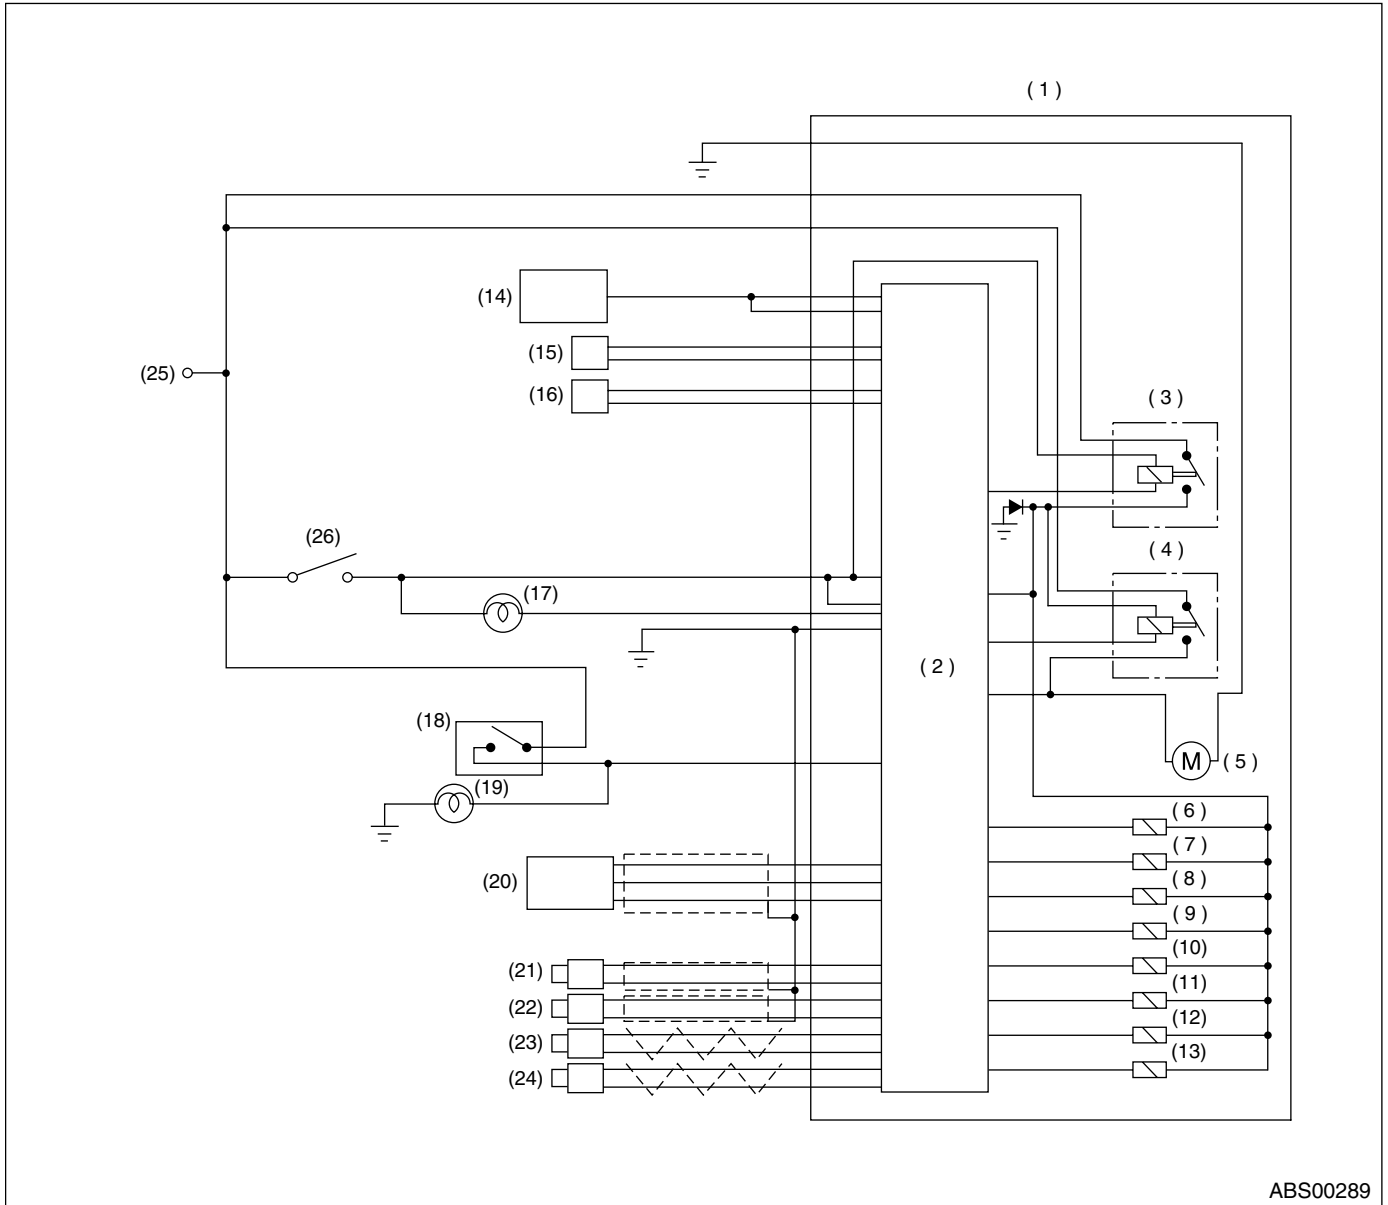 ( 1 )
(14)
(15)
(25)
(16)
( 3 )
(26)
( 4 )
(17)
( 2 )
(18)
M ( 5 )
(19)
( 6 )
( 7 )
(20)
( 8 )
( 9 )
(10)
(21)
(11)
(22)
(12)
(23)
(13)
(24)
ABS00289